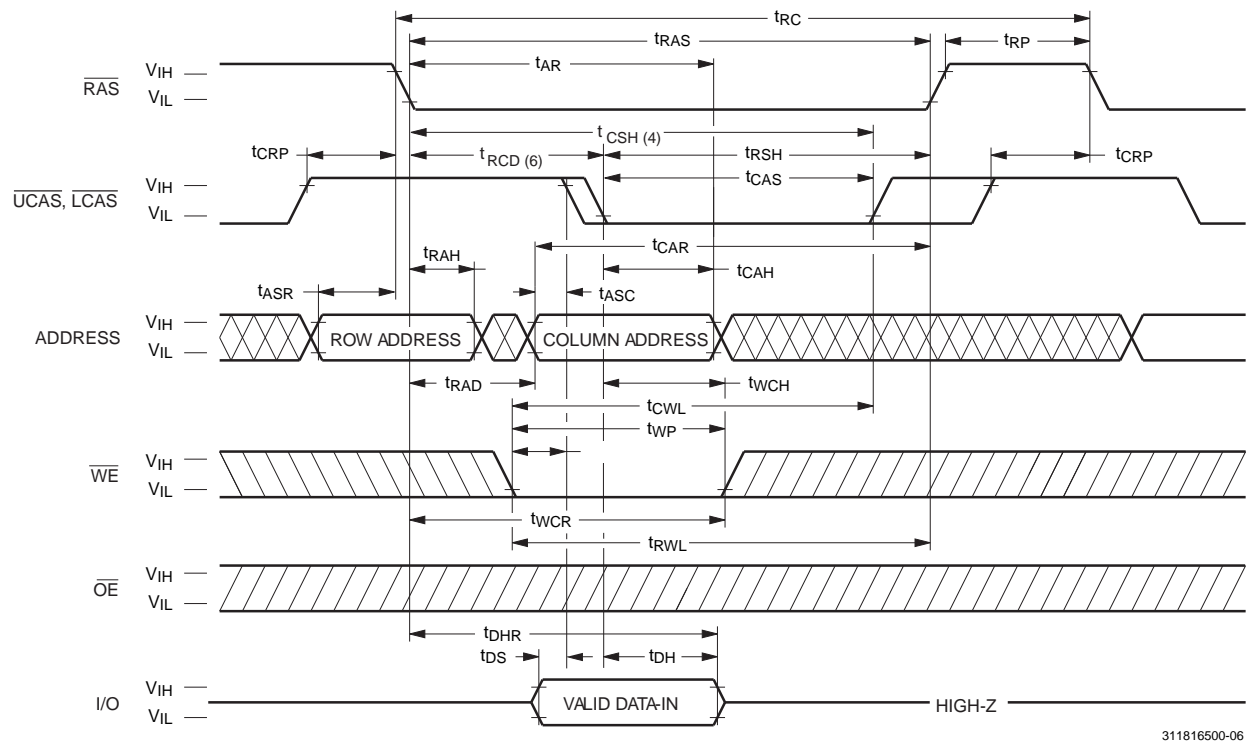 tRC
tRAS
tRP
tAR
RAS
VIH
VIL
tCSH (4)
tCRP
tRCD (6)
tRSH
tCRP
tCAS
UCAS, LCAS
VIH
VIL
tCAR
tRAH
tCAH
tASR
tASC
ADDRESS
VIH
VIL
ROW ADDRESS
COLUMN ADDRESS
tRAD
tWCH
tCWL
tWP
WE
VIH
VIL
tWCR
tRWL
OE
VIH
VIL
tDHR
tDS
tDH
I/O
VIH
VIL
VALID DATA-IN
HIGH-Z
311816500-06